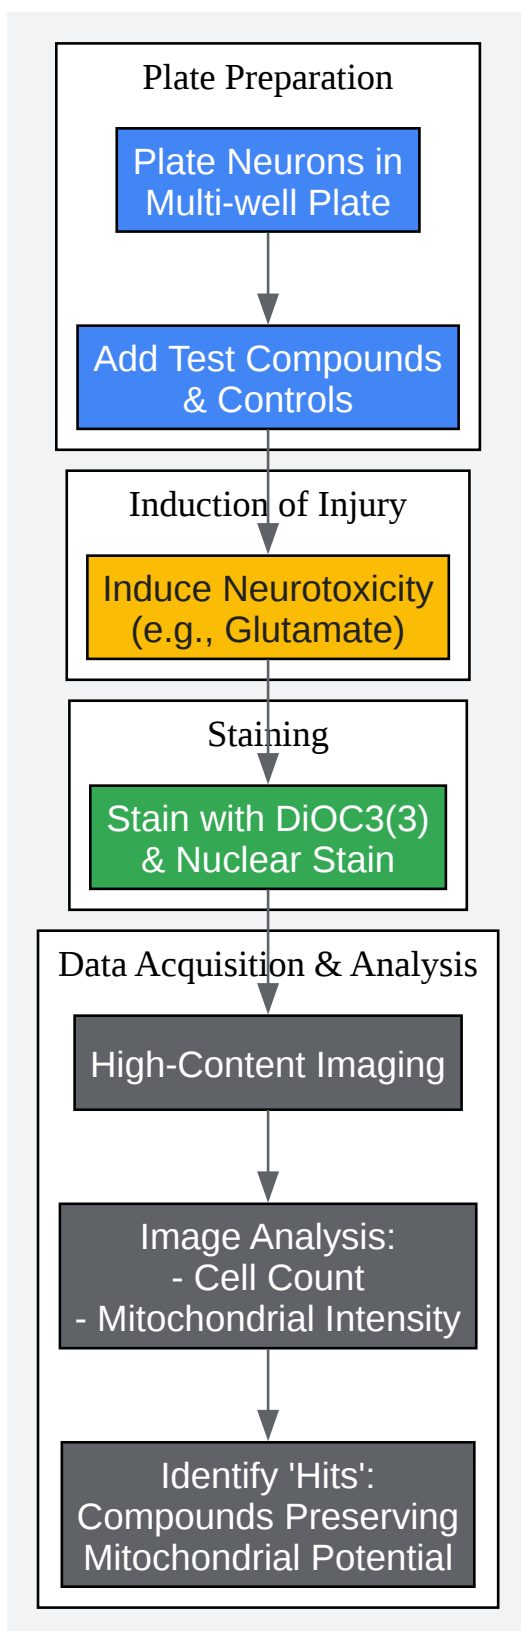 Plate Preparation
Plate Neurons in
Multi-well Plate
Add Test Compounds
& Controls
Induction of Injury
Induce Neurotoxicity
(e.g., Glutamate)
Staining
Stain with DiOC3(3)
& Nuclear Stain
Data Acquisition & Analysis
High-Content Imaging
Image Analysis:
- Cell Count
- Mitochondrial Intensity
Identify 'Hits':
Compounds Preserving
Mitochondrial Potential